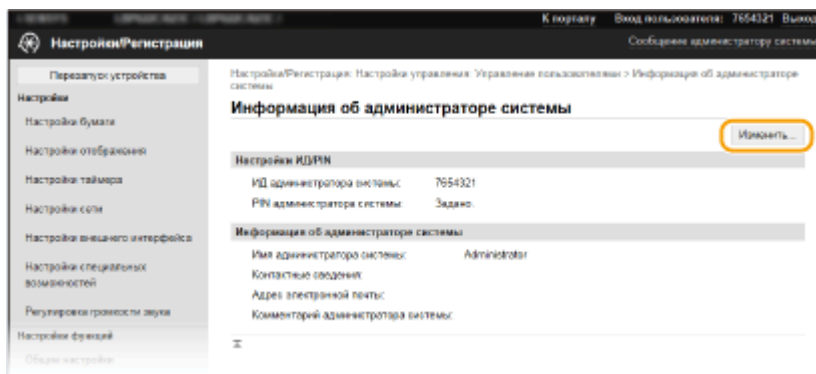 К порталу Вход пользователя: 7654321 Выход
Настройки/Регистрация Сообщение администратору системы
Перезапуск устройства
Настройки
Настройки бумаги
Настройки отображения
Настройки таймера
Настройки сети
Настройки внешнего интерфейса
Настройки специальных
возможностей
Регулировка громкости звука
Настройки функций
Общие настройки
Настройка/Регистрация: Настройки управления: Управление пользователями > Информация об администраторе
системы
Информация об администраторе системы
Изменить...
Настройки ИД/PIN
ИД администратора системы: 7654321
PIN администратора системы: Задано.
Информация об администраторе системы
Имя администратора системы: Administrator
Контактные сведения:
Адрес электронной почты:
Комментарий администратора системы: